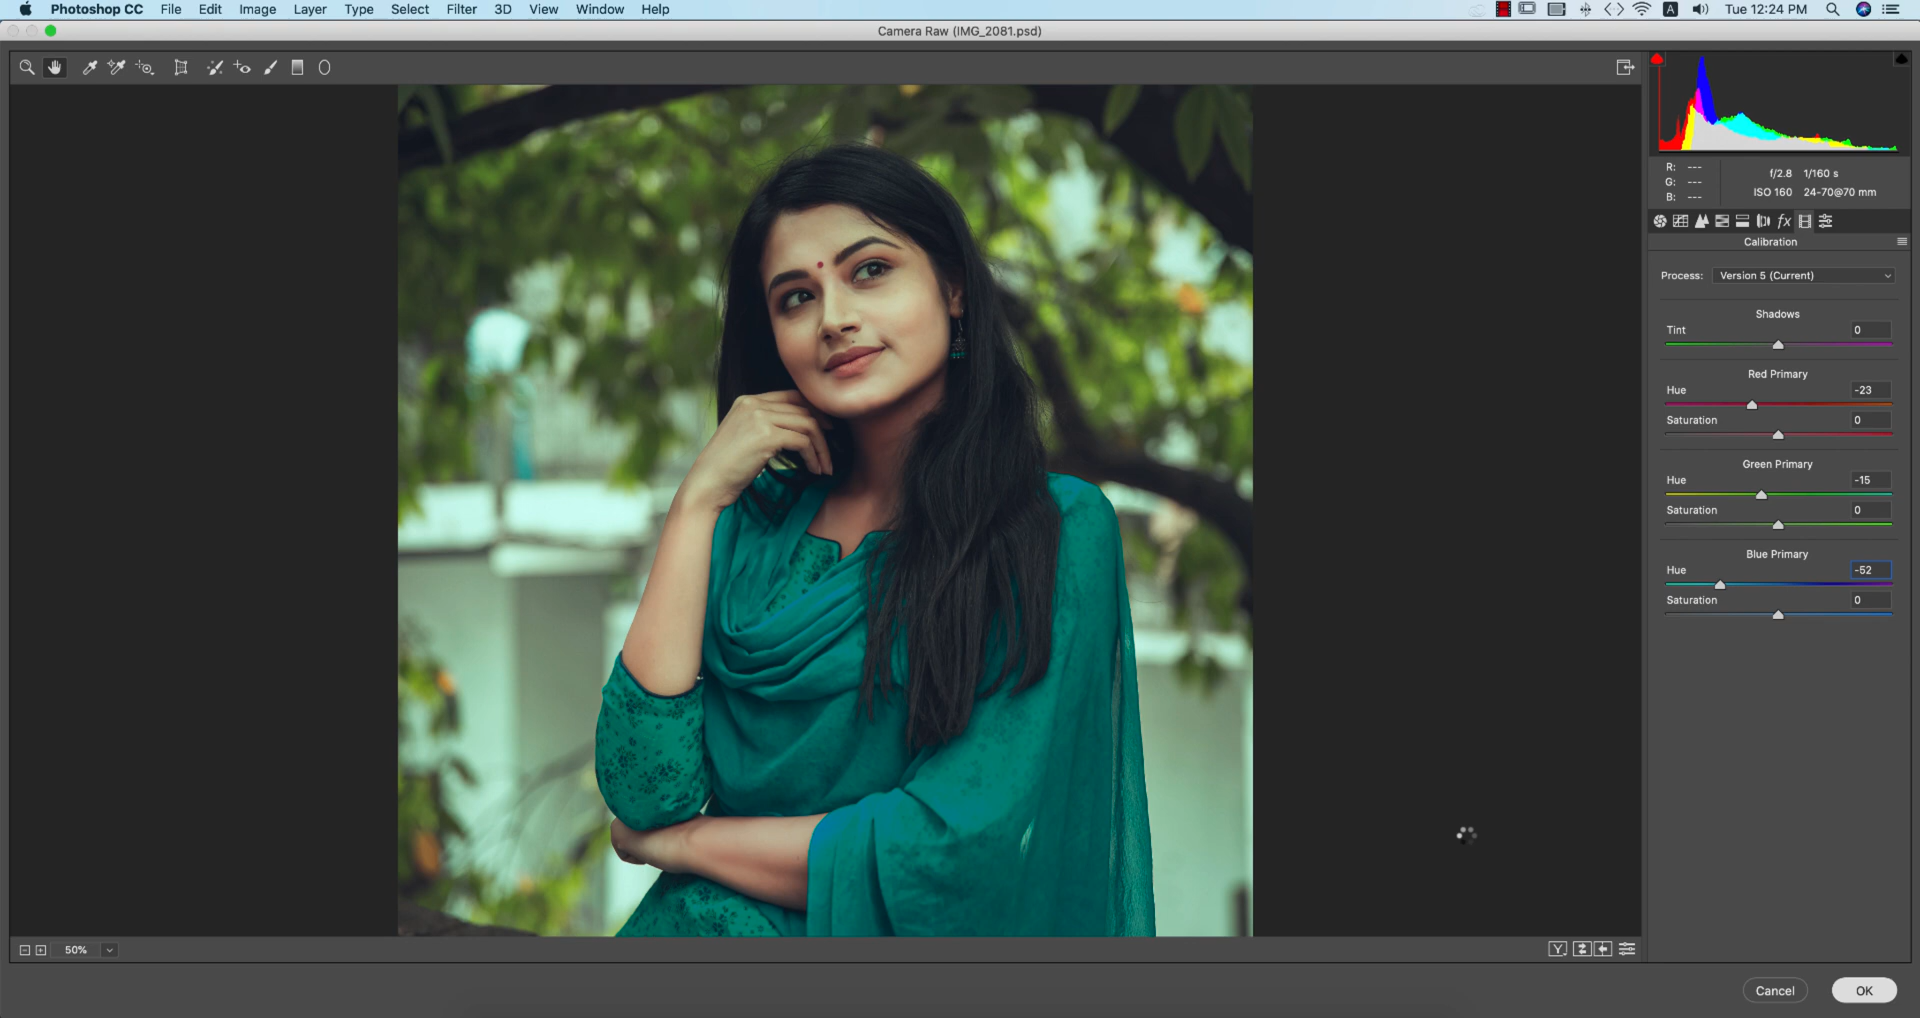 Photoshop CC File Edit Image Layer Type Select Filter 3D View Window Help A Tue 12:24 PM
Camera Raw (IMG_2081.psd)
R: ---
G: ---
B: ---
f/2.8 1/160 s
ISO 160 24-70@70 mm
fx
Calibration
Process: Version 5 (Current)
Shadows
Tint 0
Red Primary
Hue -23
Saturation 0
Green Primary
Hue -15
Saturation 0
Blue Primary
Hue -52
Saturation 0
50% Y
Cancel OK